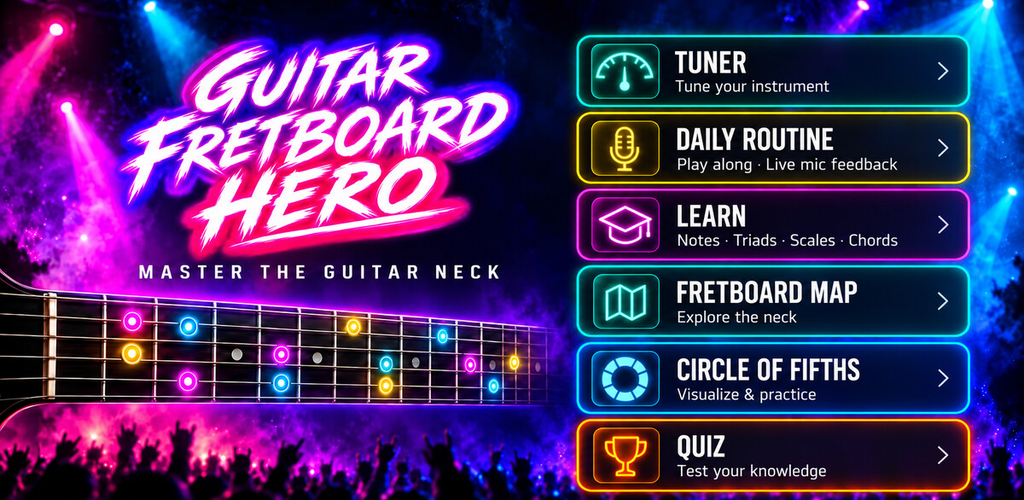 GUITAR
FRETBOARD
HERO
MASTER THE GUITAR NECK
TUNER
Tune your instrument
DAILY ROUTINE
Play along · Live mic feedback
LEARN
Notes · Triads · Scales · Chords
FRETBOARD MAP
Explore the neck
CIRCLE OF FIFTHS
Visualize & practice
QUIZ
Test your knowledge